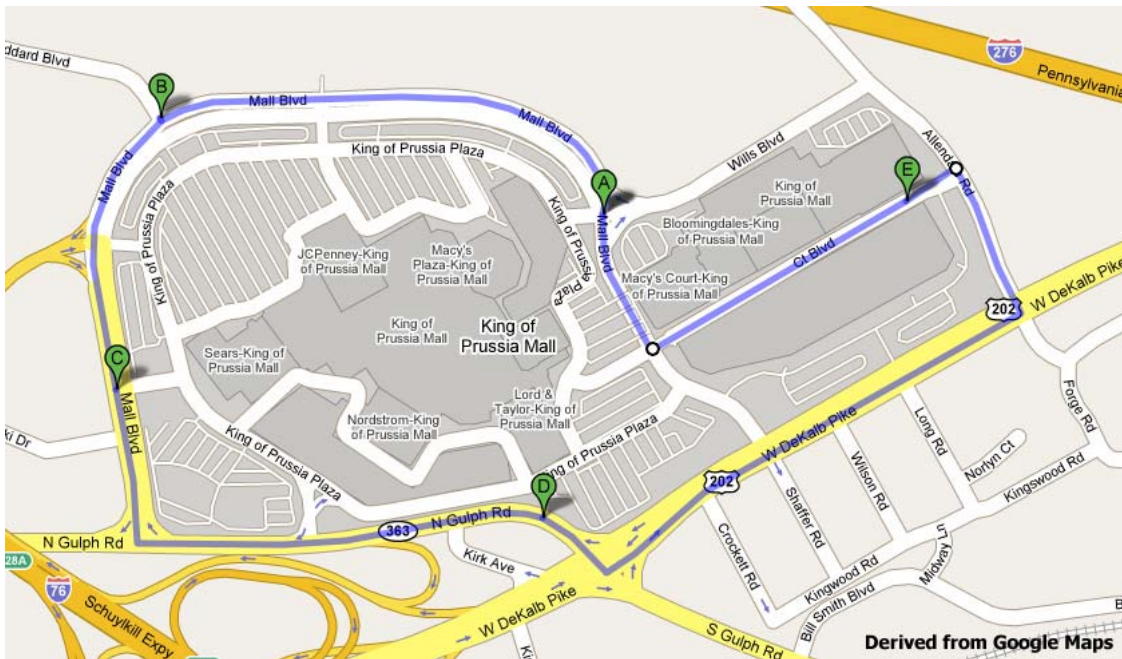 ddard Blvd
B
Mall Blvd
Mall Blvd
Mall Blvd
276
Pennsylvania
King of Prussia Plaza
King of Prussia Plaza
Wills Blvd
Allend
Rd
A
E
King of Prussia
Plaza
Mall Blvd
King of
Prussia Mall
Bloomingdales-King
of Prussia Mall
Ct Blvd
Macy's Court-King
of Prussia Mall
JCPenney-King
of Prussia Mall
Macy's
Plaza-King of
Prussia Mall
King of
Prussia Mall
King of
Prussia Mall
202
W DeKalb Pike
C
Mall Blvd
Sears-King of
Prussia Mall
Nordstrom-King
of Prussia Mall
Lord &
Taylor-King of
Prussia Mall
King of Prussia Plaza
King of Prussia Plaza
ki Dr
D
W DeKalb Pike
202
Long Rd
Wilson Rd
Shaffer Rd
Crockett Rd
Norlyn Ct
Forge Rd
Kingswood Rd
N Gulph Rd
363
N Gulph Rd
Kirk Ave
Kingwood Rd
Midway Ln
Bill Smith Blvd
B
28A
76
Schuylkill Expy
W DeKalb Pike
S Gulph Rd
Derived from Google Maps